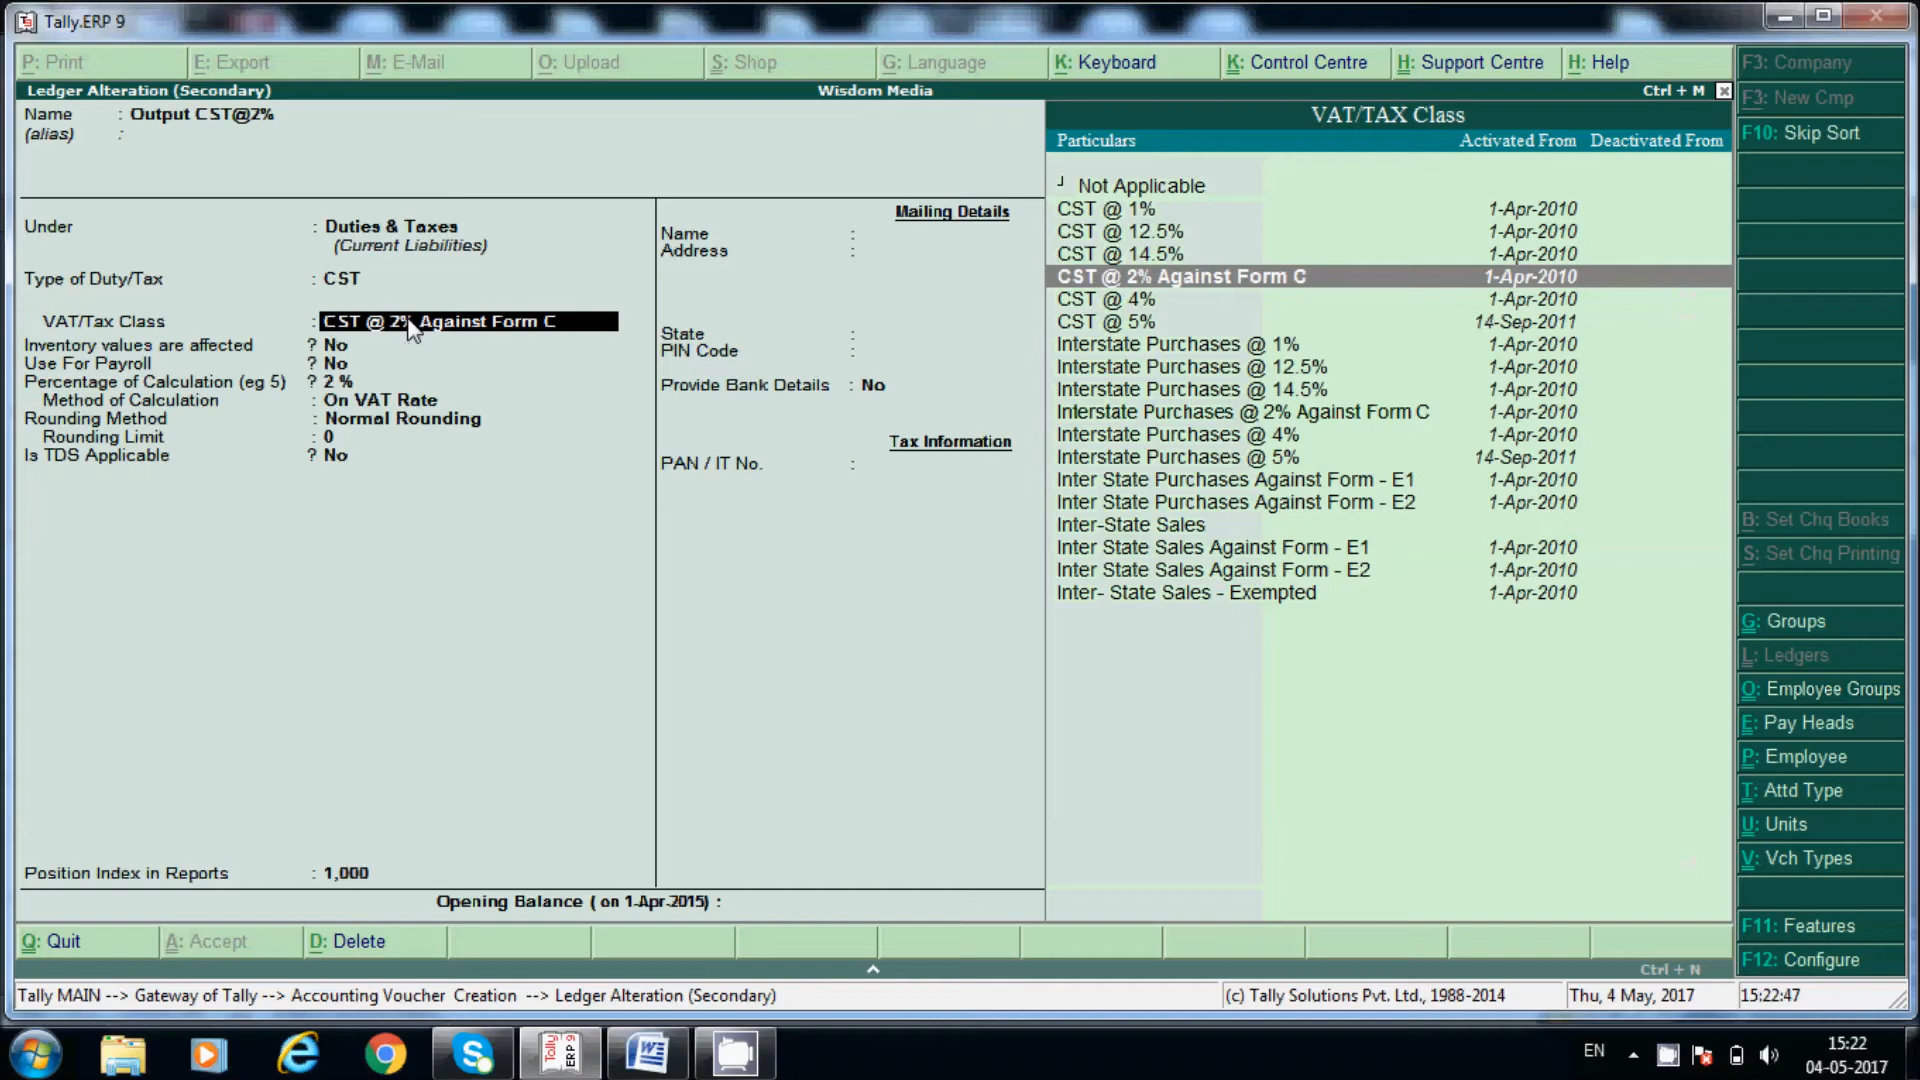 Tally.ERP 9
P: Print E: Export M: E-Mail O: Upload S: Shop G: Language K: Keyboard K: Control Centre H: Support Centre H: Help
Ledger Alteration (Secondary) Wisdom Media Ctrl + M
Name : Output CST@2%
(alias) :
Under : Duties & Taxes
(Current Liabilities)
Type of Duty/Tax : CST
VAT/Tax Class : CST @ 2% Against Form C
Inventory values are affected ? No
Use For Payroll ? No
Percentage of Calculation (eg 5) ? 2 %
Method of Calculation : On VAT Rate
Rounding Method : Normal Rounding
Rounding Limit : 0
Is TDS Applicable ? No
Position Index in Reports : 1,000
Mailing Details
Name :
Address :
State :
PIN Code :
Provide Bank Details : No
Tax Information
PAN / IT No. :
Opening Balance ( on 1-Apr-2015) :
VAT/TAX Class
Particulars Activated From Deactivated From
Not Applicable
CST @ 1% 1-Apr-2010
CST @ 12.5% 1-Apr-2010
CST @ 14.5% 1-Apr-2010
CST @ 2% Against Form C 1-Apr-2010
CST @ 4% 1-Apr-2010
CST @ 5% 14-Sep-2011
Interstate Purchases @ 1% 1-Apr-2010
Interstate Purchases @ 12.5% 1-Apr-2010
Interstate Purchases @ 14.5% 1-Apr-2010
Interstate Purchases @ 2% Against Form C 1-Apr-2010
Interstate Purchases @ 4% 1-Apr-2010
Interstate Purchases @ 5% 14-Sep-2011
Inter State Purchases Against Form - E1 1-Apr-2010
Inter State Purchases Against Form - E2 1-Apr-2010
Inter-State Sales
Inter State Sales Against Form - E1 1-Apr-2010
Inter State Sales Against Form - E2 1-Apr-2010
Inter- State Sales - Exempted 1-Apr-2010
F3: Company
F3: New Cmp
F10: Skip Sort
B: Set Chq Books
S: Set Chq Printing
G: Groups
L: Ledgers
O: Employee Groups
E: Pay Heads
P: Employee
T: Attd Type
U: Units
V: Vch Types
F11: Features
F12: Configure
Q: Quit A: Accept D: Delete
Ctrl + N
Tally MAIN --> Gateway of Tally --> Accounting Voucher Creation --> Ledger Alteration (Secondary) (c) Tally Solutions Pvt. Ltd., 1988-2014 Thu, 4 May, 2017 15:22:47
Tally ERP 9
EN
15:22
04-05-2017